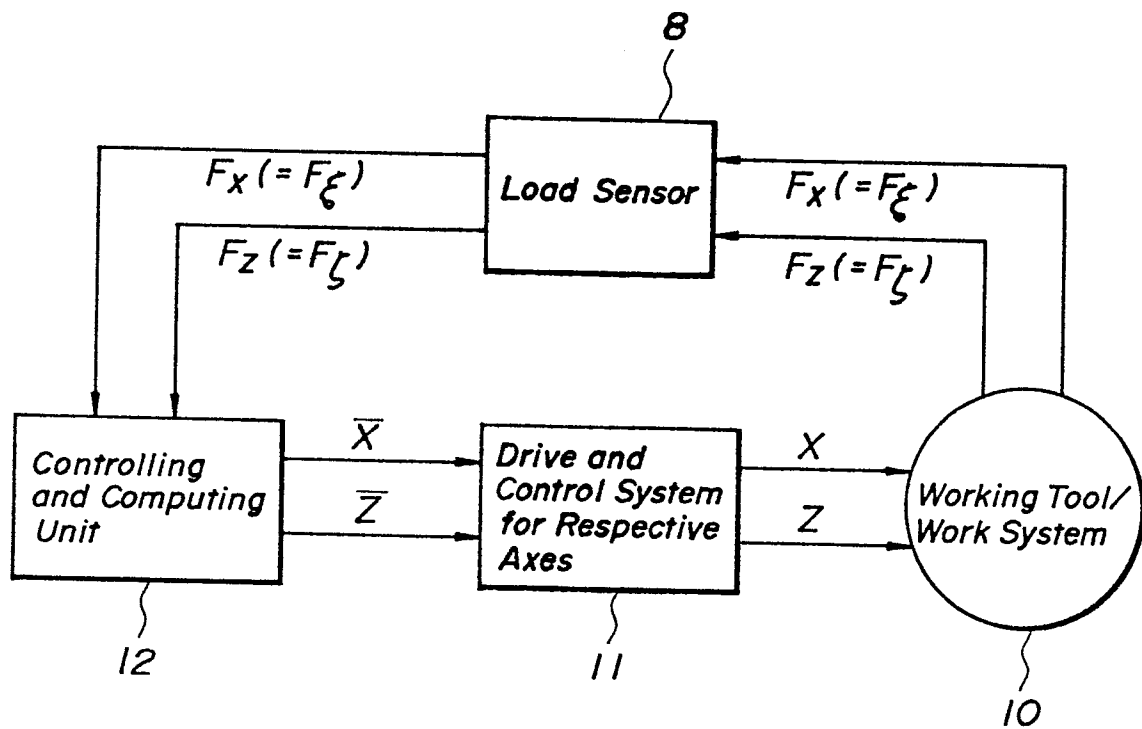 8
Load Sensor
Fx (=Fξ)
Fz (=Fζ)
Fx (=Fξ)
Fz (=Fζ)
Controlling
and Computing
Unit
X̅
Z̅
Drive and
Control System
for Respective
Axes
X
Z
Working Tool/
Work System
12
11
10